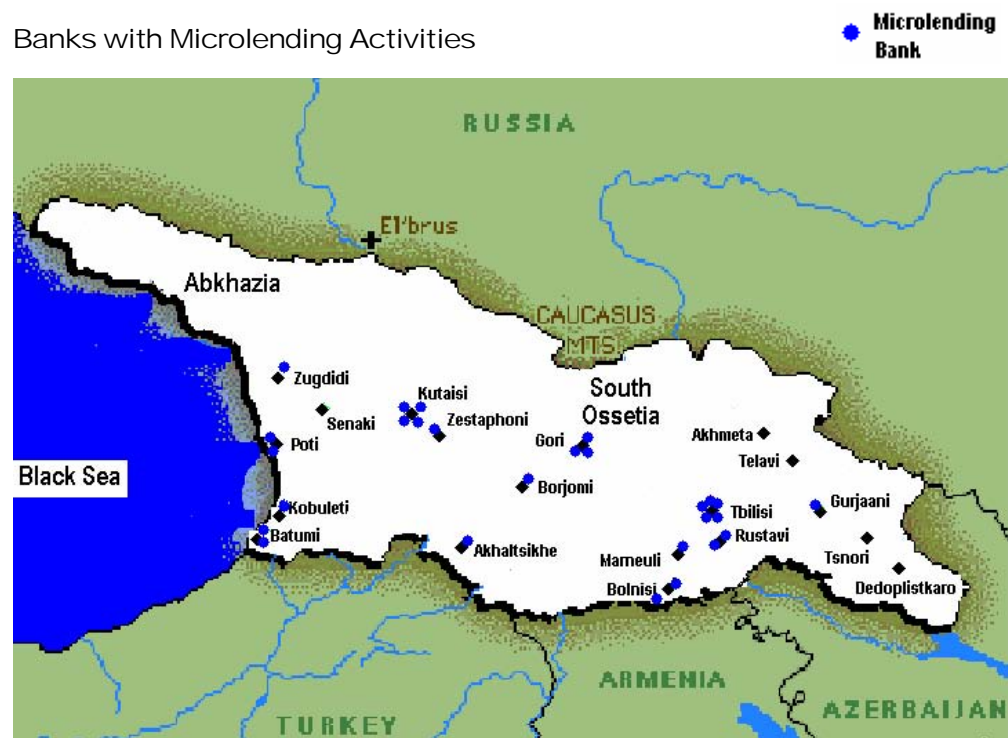 Banks with Microlending Activities
Microlending
Bank
RUSSIA
El'brus
Abkhazia
CAUCASUS
MTS.
Zugdidi
South
Ossetia
Kutaisi
Senaki
Zestaphoni
Poti
Gori
Akhmeta
Telavi
Black Sea
Borjomi
Kobuleti
Tbilisi
Gurjaani
Batumi
Rustavi
Akhaltsikhe
Marneuli
Tsnori
Bolnisi
Dedoplistkaro
ARMENIA
AZERBAIJAN
TURKEY